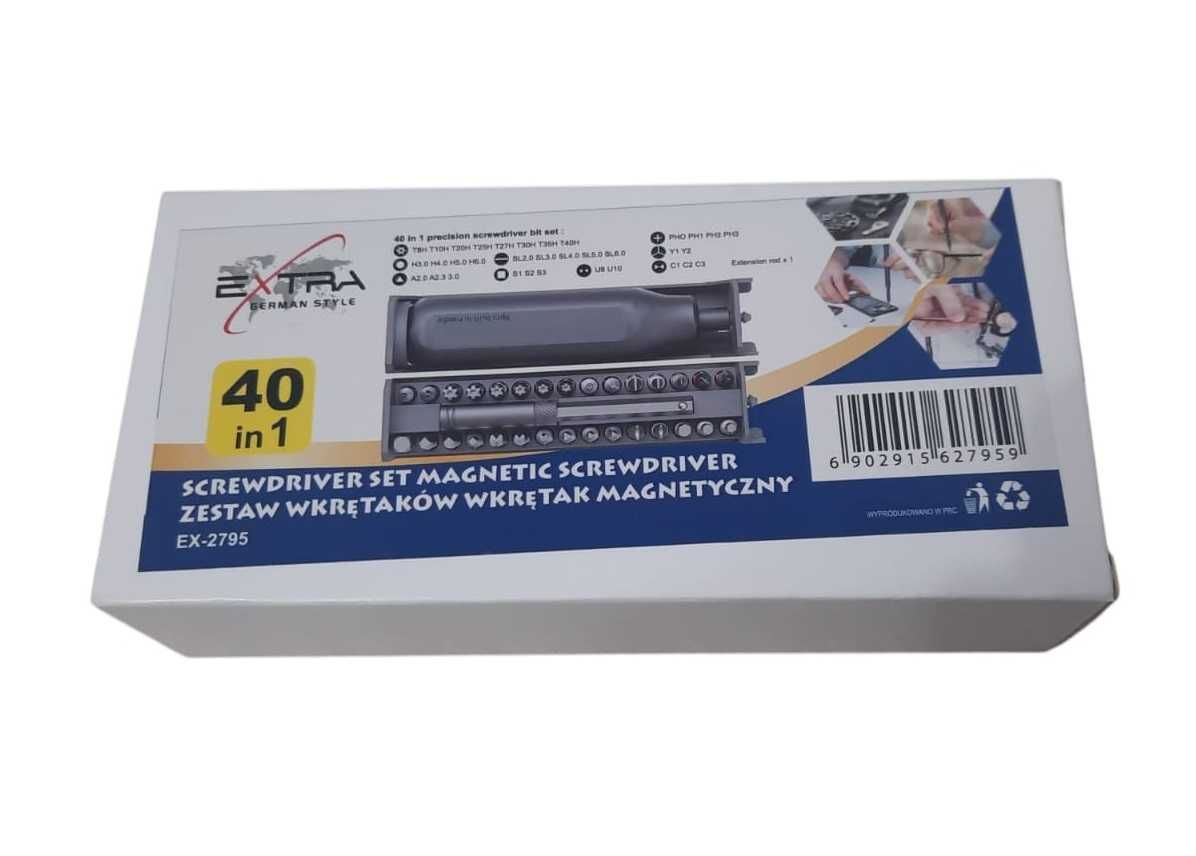 EXTRA
GERMAN STYLE
40 in 1 precision screwdriver bit set :
T8H T10H T20H T25H T27H T30H T35H T40H
H3.0 H4.0 H5.0 H6.0
SL2.0 SL3.0 SL4.0 SL5.0 SL6.0
A2.0 A2.3 3.0
S1 S2 S3
U8 U10
PH0 PH1 PH2 PH3
Y1 Y2
C1 C2 C3
Extension rod x 1
40
in 1
SCREWDRIVER SET MAGNETIC SCREWDRIVER
ZESTAW WKRĘTAKÓW WKRĘTAK MAGNETYCZNY
EX-2795
6 902915 627959
WYPRODUKOWANO W PRC